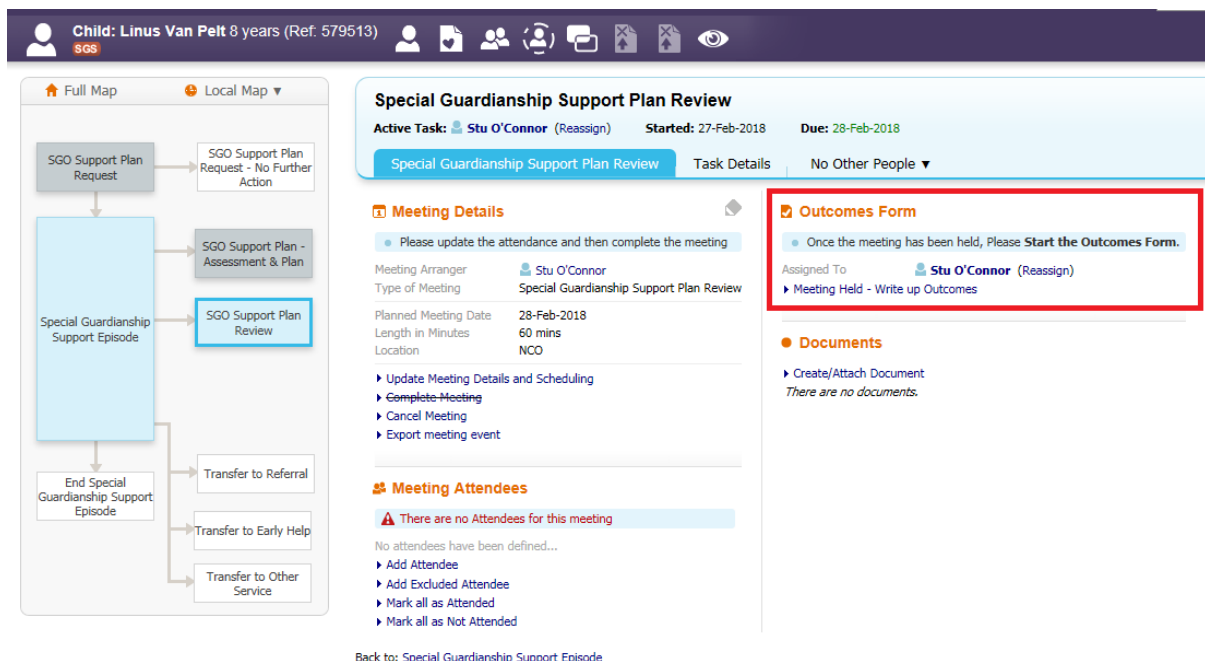 Child: Linus Van Pelt 8 years (Ref: 579513)
SGS
Full Map
Local Map ▼
SGO Support Plan
Request
SGO Support Plan
Request - No Further
Action
Special Guardianship
Support Episode
SGO Support Plan -
Assessment & Plan
SGO Support Plan
Review
End Special
Guardianship Support
Episode
Transfer to Referral
Transfer to Early Help
Transfer to Other
Service
Special Guardianship Support Plan Review
Active Task: Stu O'Connor (Reassign) Started: 27-Feb-2018 Due: 28-Feb-2018
Special Guardianship Support Plan Review
Task Details
No Other People ▼
Meeting Details
Please update the attendance and then complete the meeting
Meeting Arranger Stu O'Connor
Type of Meeting Special Guardianship Support Plan Review
Planned Meeting Date 28-Feb-2018
Length in Minutes 60 mins
Location NCO
Update Meeting Details and Scheduling
Complete Meeting
Cancel Meeting
Export meeting event
Meeting Attendees
There are no Attendees for this meeting
No attendees have been defined...
Add Attendee
Add Excluded Attendee
Mark all as Attended
Mark all as Not Attended
Outcomes Form
Once the meeting has been held, Please Start the Outcomes Form.
Assigned To Stu O'Connor (Reassign)
Meeting Held - Write up Outcomes
Documents
Create/Attach Document
There are no documents.
Back to: Special Guardianship Support Episode